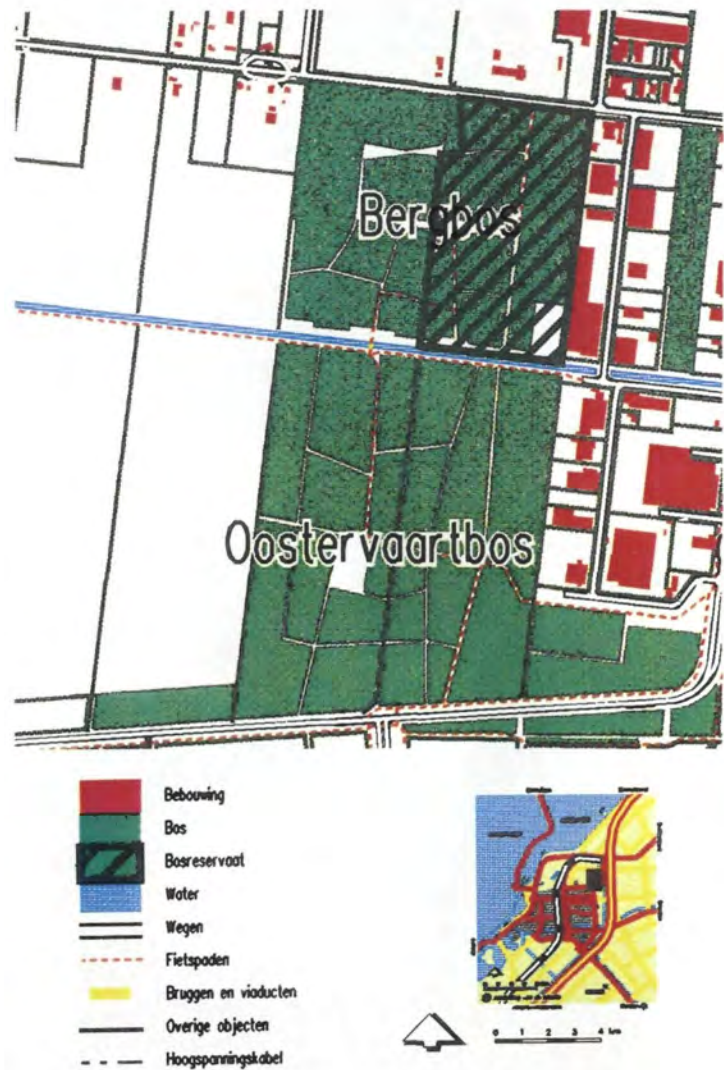 Bergbos
Oostervaartbos
Bebouwing
Bos
Bosreservaat
Water
Wegen
Fietspaden
Bruggen en viaducten
Overige objecten
Hoogspanningskabel
0 1 2 3 4 km